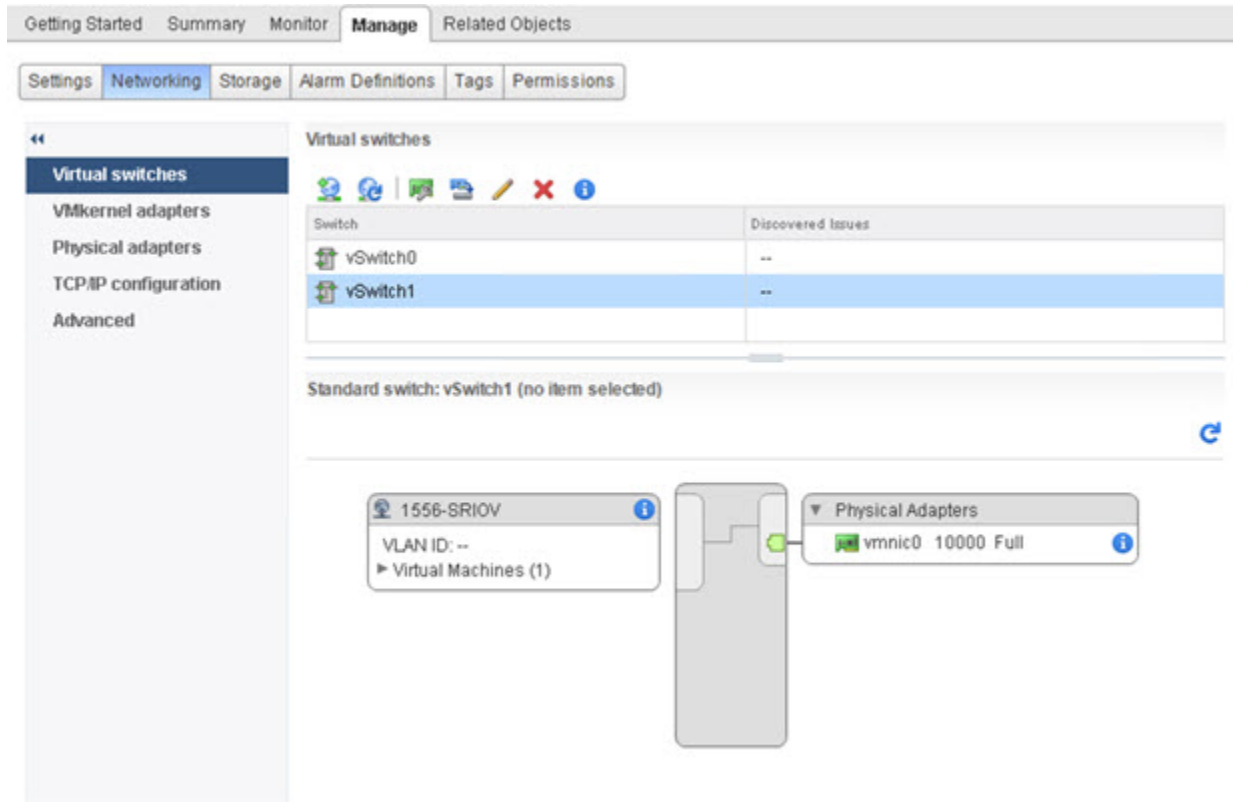 Getting Started Summary Monitor Manage Related Objects
Settings Networking Storage Alarm Definitions Tags Permissions
Virtual switches
VMkernel adapters
Physical adapters
TCP/IP configuration
Advanced
Virtual switches
Switch Discovered Issues
vSwitch0 --
vSwitch1 --
Standard switch: vSwitch1 (no item selected)
1556-SRIOV
VLAN ID: --
Virtual Machines (1)
Physical Adapters
vmnic0 10000 Full